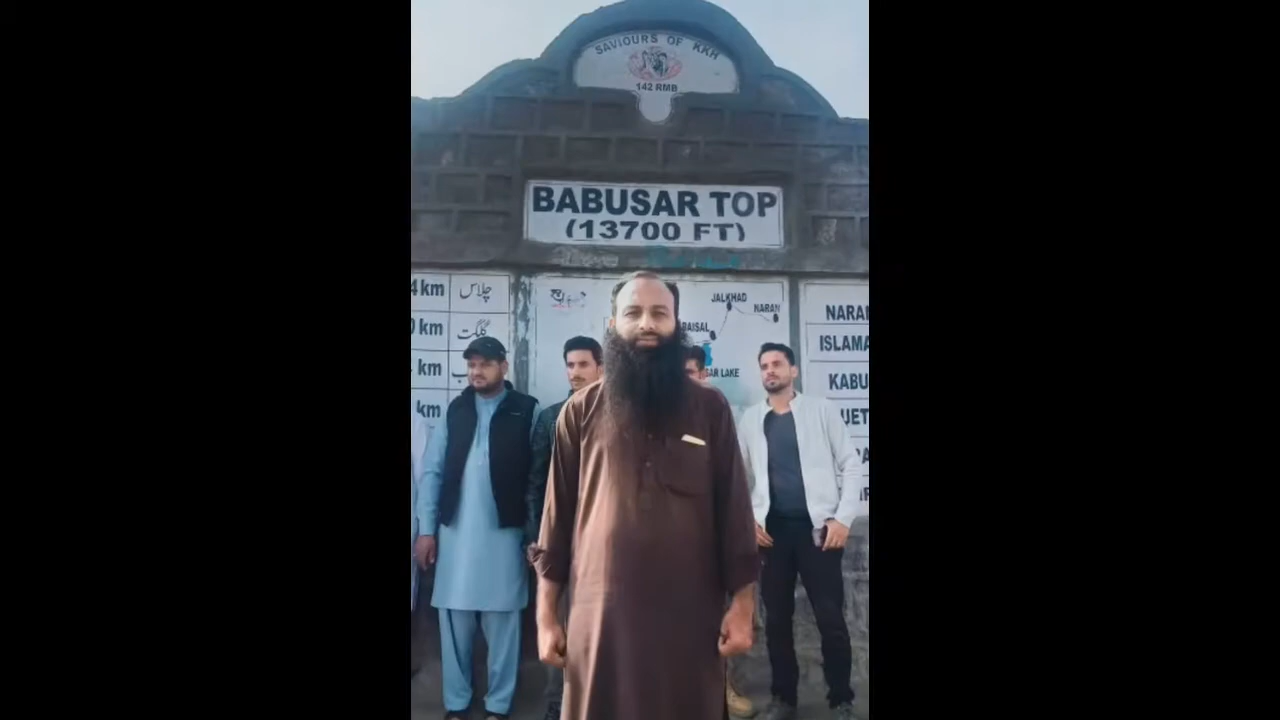 SAVIOURS OF KKH
142 RMB
BABUSAR TOP
(13700 FT)
km
چلاس
km
گلگت
km
km
JALKHAD
NARAN
SAR LAKE
NARAN
ISLAMA
KABU